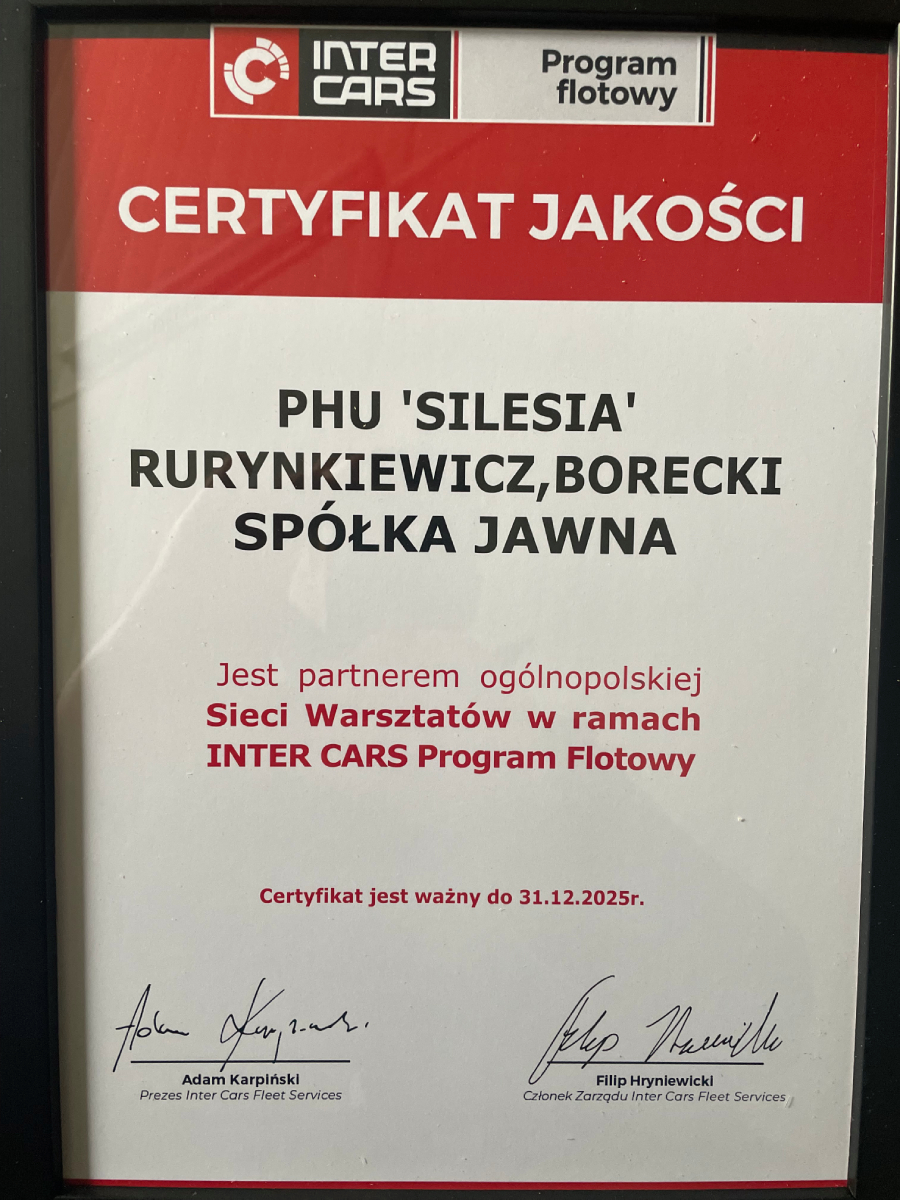 INTER CARS
Program
flotowy
CERTYFIKAT JAKOŚCI
PHU 'SILESIA'
RURYNKIEWICZ,BORECKI
SPÓŁKA JAWNA
Jest partnerem ogólnopolskiej
Sieci Warsztatów w ramach
INTER CARS Program Flotowy
Certyfikat jest ważny do 31.12.2025r.
Adam Karpiński
Prezes Inter Cars Fleet Services
Filip Hryniewicki
Członek Zarządu Inter Cars Fleet Services